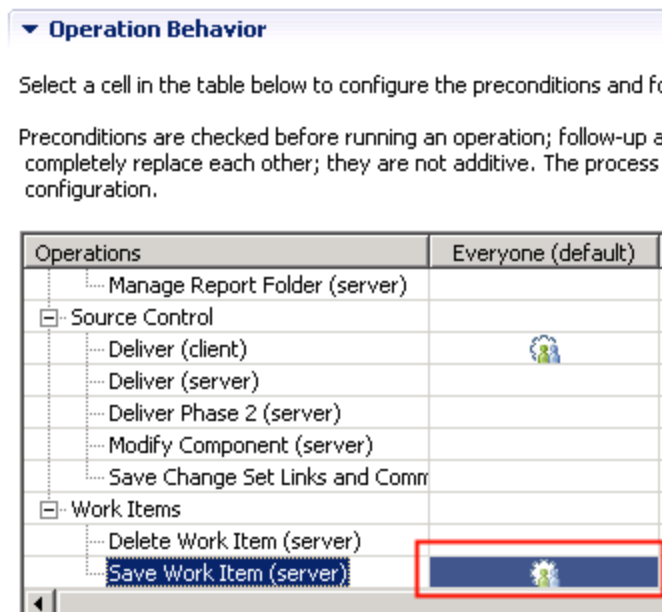 Operation Behavior
Select a cell in the table below to configure the preconditions and
Preconditions are checked before running an operation; follow-up
completely replace each other; they are not additive. The process
configuration.
Operations Everyone (default)
Manage Report Folder (server)
Source Control
Deliver (client)
Deliver (server)
Deliver Phase 2 (server)
Modify Component (server)
Save Change Set Links and Comm
Work Items
Delete Work Item (server)
Save Work Item (server)